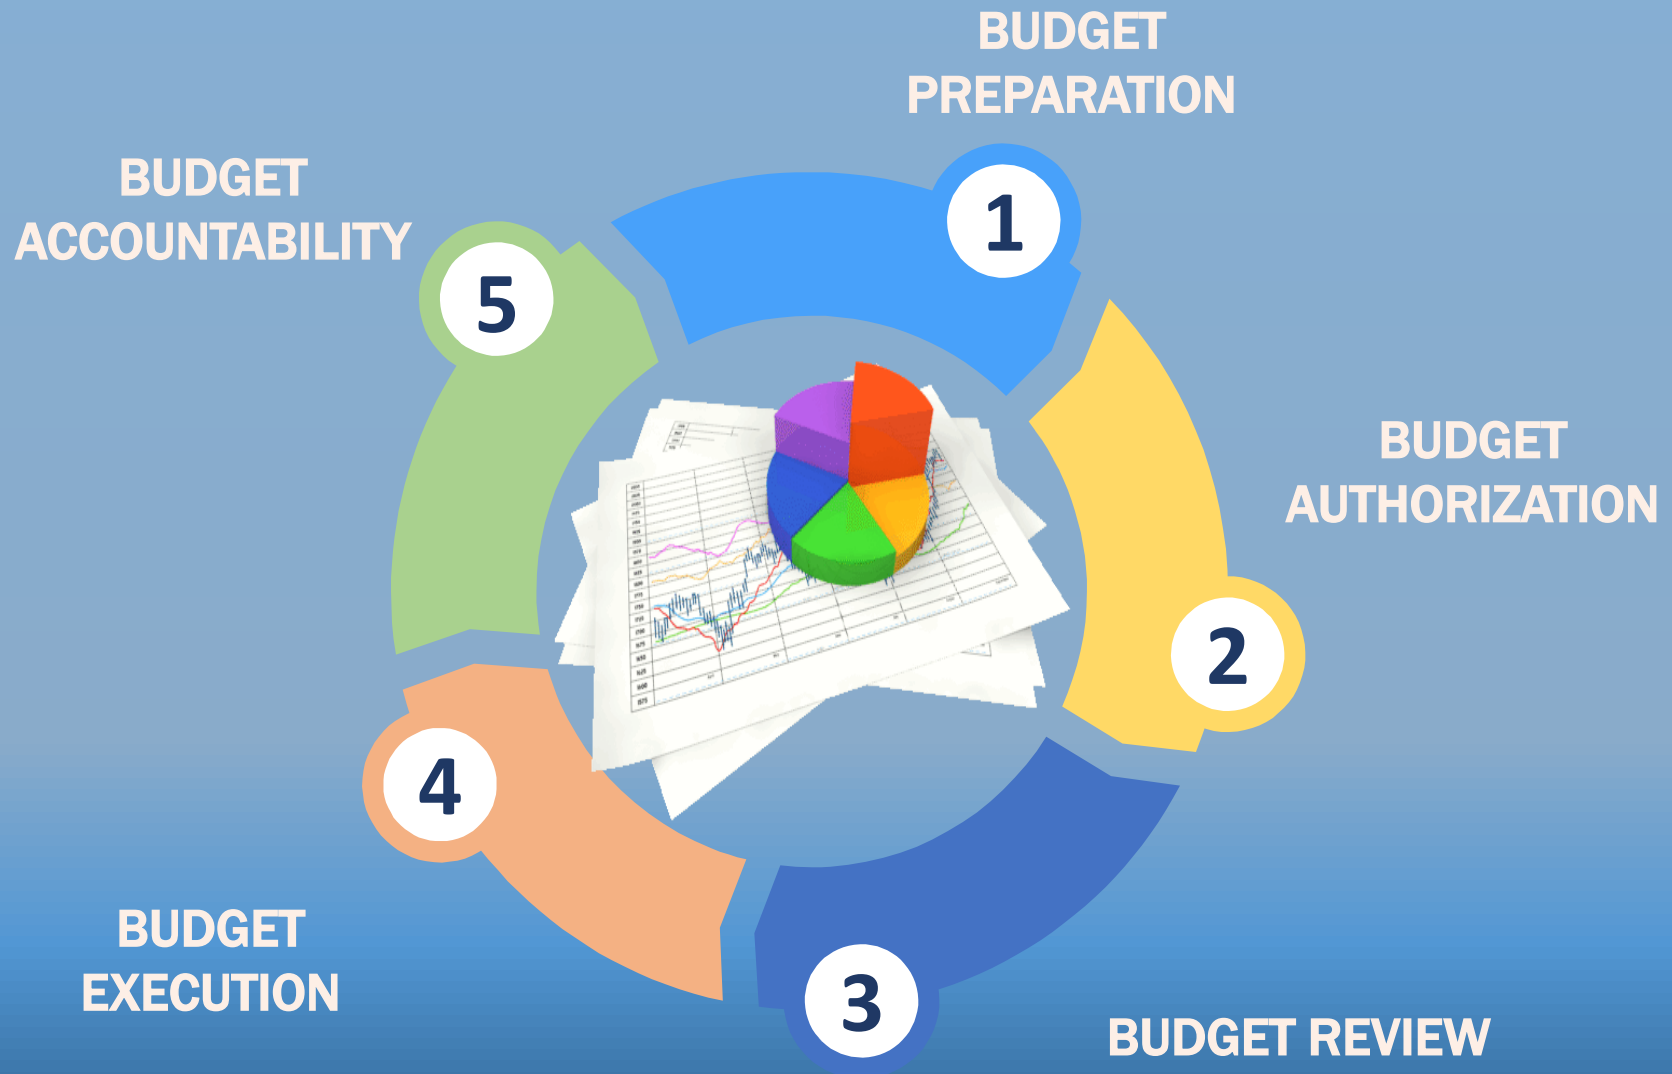 BUDGET
PREPARATION
1
BUDGET
AUTHORIZATION
2
BUDGET REVIEW
3
BUDGET
EXECUTION
4
BUDGET
ACCOUNTABILITY
5